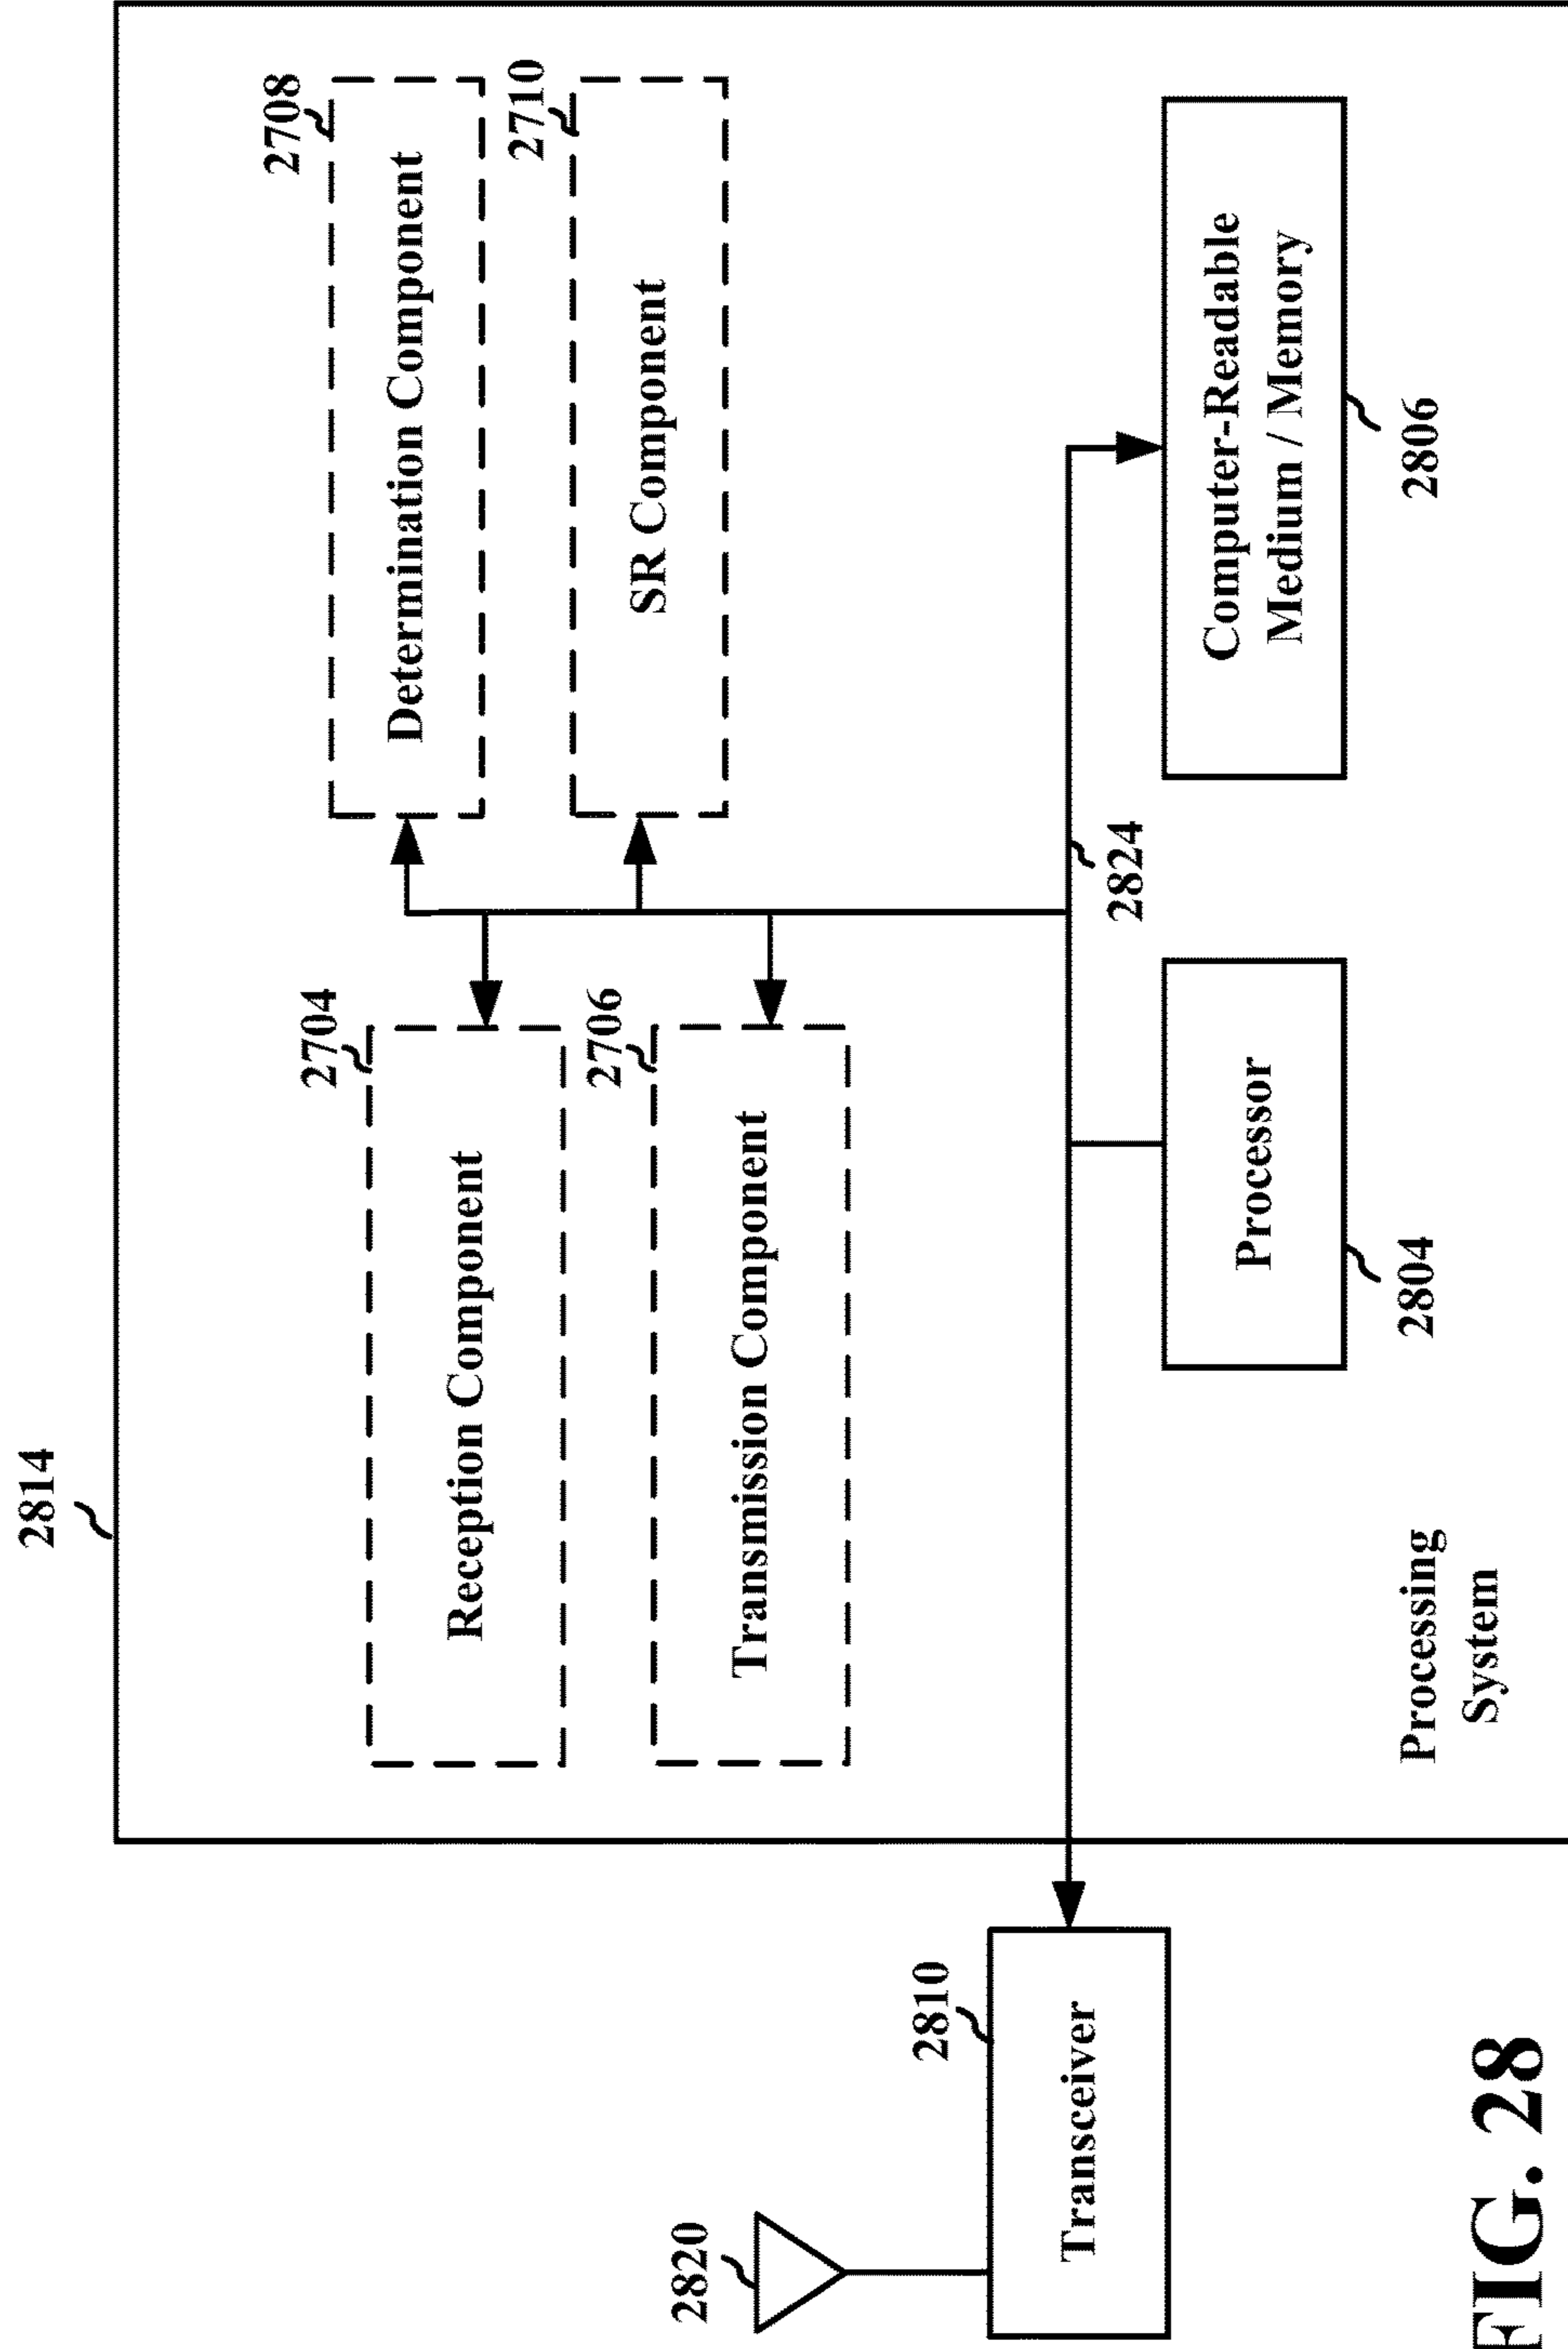 2814
2704
Reception Component
2706
Transmission Component
2708
Determination Component
2710
SR Component
2820
2810
Transceiver
2824
Processor
2804
Computer-Readable
Medium / Memory
2806
Processing
System
FIG. 28